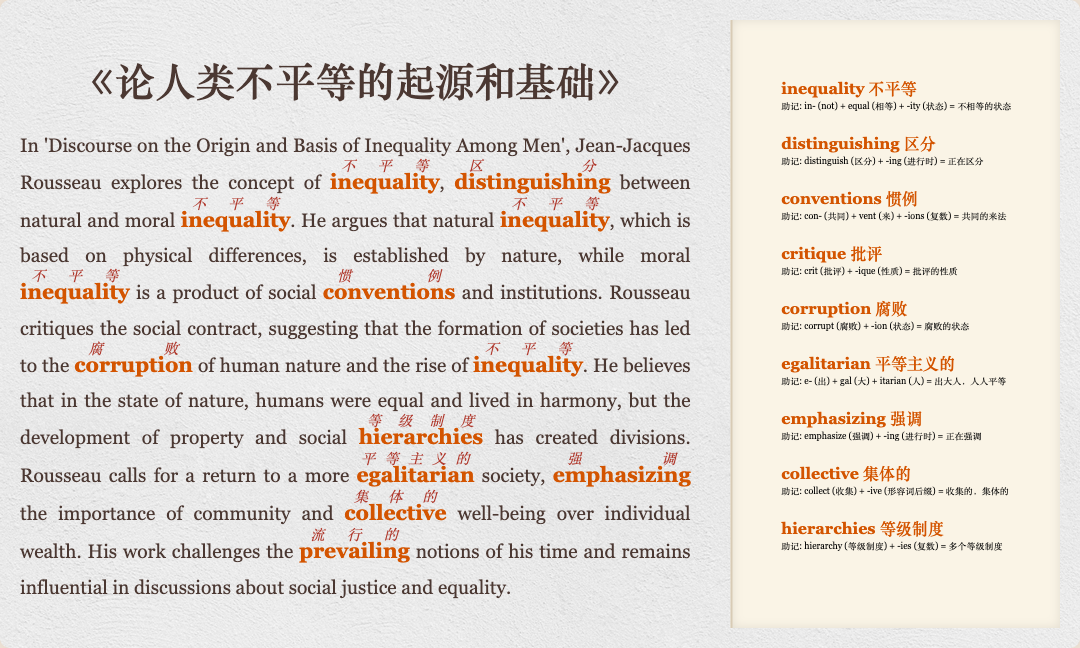 《论人类不平等的起源和基础》
In 'Discourse on the Origin and Basis of Inequality Among Men', Jean-Jacques
不平等 区分
Rousseau explores the concept of inequality, distinguishing between
不平等 不平等
natural and moral inequality. He argues that natural inequality, which is
based on physical differences, is established by nature, while moral
不平等 惯例
inequality is a product of social conventions and institutions. Rousseau
critiques the social contract, suggesting that the formation of societies has led
腐败 不平等
to the corruption of human nature and the rise of inequality. He believes
that in the state of nature, humans were equal and lived in harmony, but the
等级制度
development of property and social hierarchies has created divisions.
平等主义的 强调
Rousseau calls for a return to a more egalitarian society, emphasizing
集体的
the importance of community and collective well-being over individual
流行的
wealth. His work challenges the prevailing notions of his time and remains
influential in discussions about social justice and equality.
inequality 不平等
助记: in- (not) + equal (相等) + -ity (状态) = 不相等的状态
distinguishing 区分
助记: distinguish (区分) + -ing (进行时) = 正在区分
conventions 惯例
助记: con- (共同) + vent (来) + -ions (复数) = 共同的来法
critique 批评
助记: crit (批评) + -ique (性质) = 批评的性质
corruption 腐败
助记: corrupt (腐败) + -ion (状态) = 腐败的状态
egalitarian 平等主义的
助记: e- (出) + gal (大) + itarian (人) = 出大人，人人平等
emphasizing 强调
助记: emphasize (强调) + -ing (进行时) = 正在强调
collective 集体的
助记: collect (收集) + -ive (形容词后缀) = 收集的，集体的
hierarchies 等级制度
助记: hierarchy (等级制度) + -ies (复数) = 多个等级制度